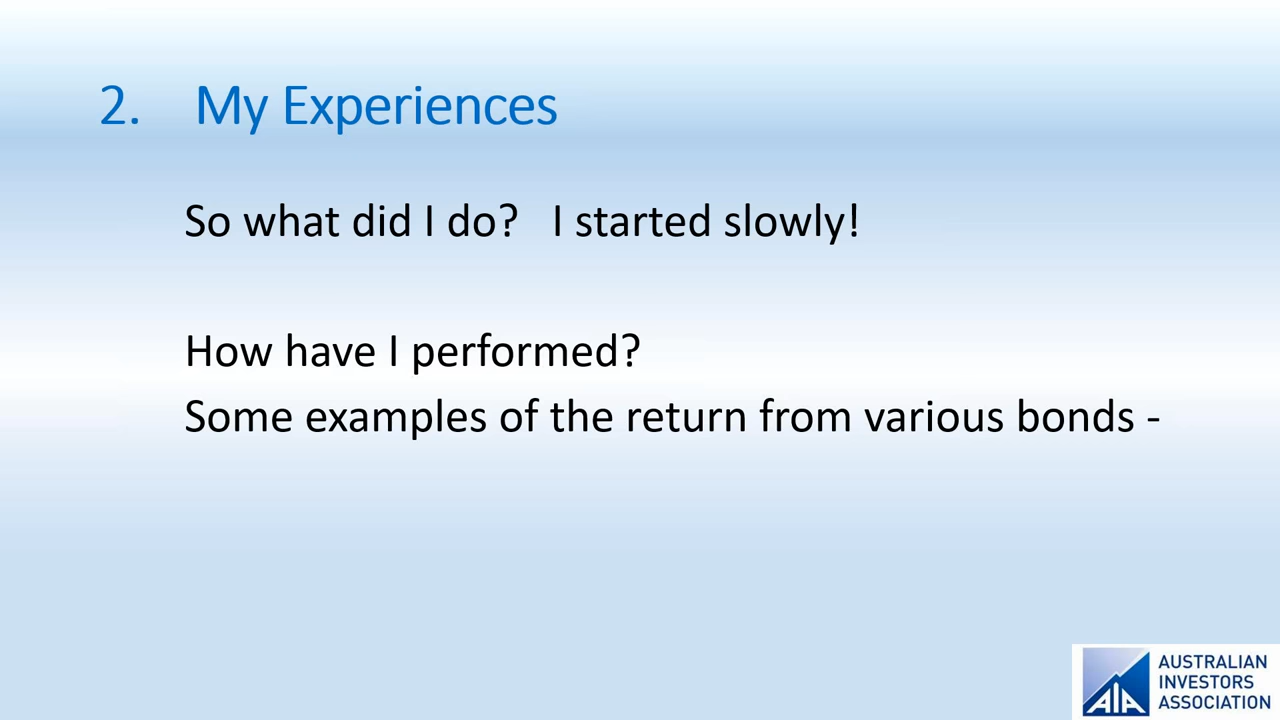 2. My Experiences
So what did I do? I started slowly!
How have I performed?
Some examples of the return from various bonds -
AIA
AUSTRALIAN
INVESTORS
ASSOCIATION